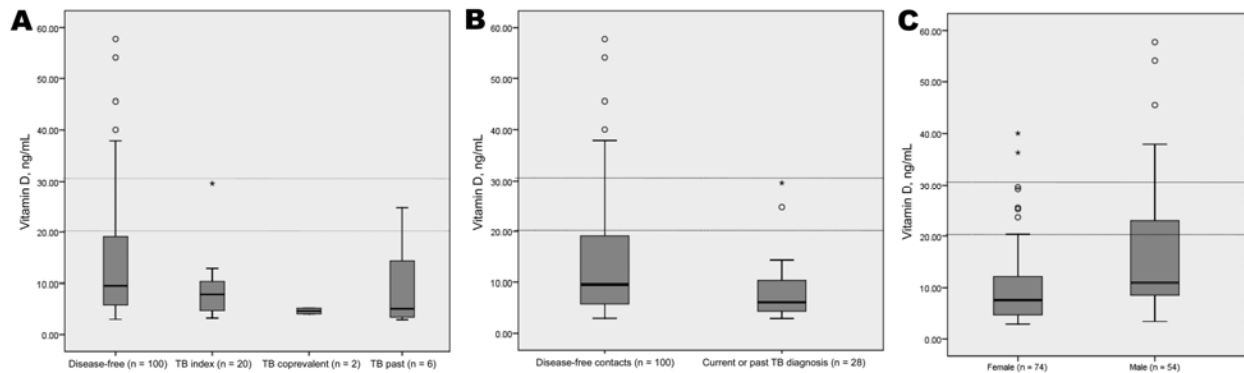 A
Vitamin D, ng/mL
60.00
50.00
40.00
30.00
20.00
10.00
0.00
Disease-free (n = 100) TB index (n = 20) TB coprevalent (n = 2) TB past (n = 6)
B
Vitamin D, ng/mL
60.00
50.00
40.00
30.00
20.00
10.00
0.00
Disease-free contacts (n = 100) Current or past TB diagnosis (n = 28)
C
Vitamin D, ng/mL
60.00
50.00
40.00
30.00
20.00
10.00
0.00
Female (n = 74) Male (n = 54)